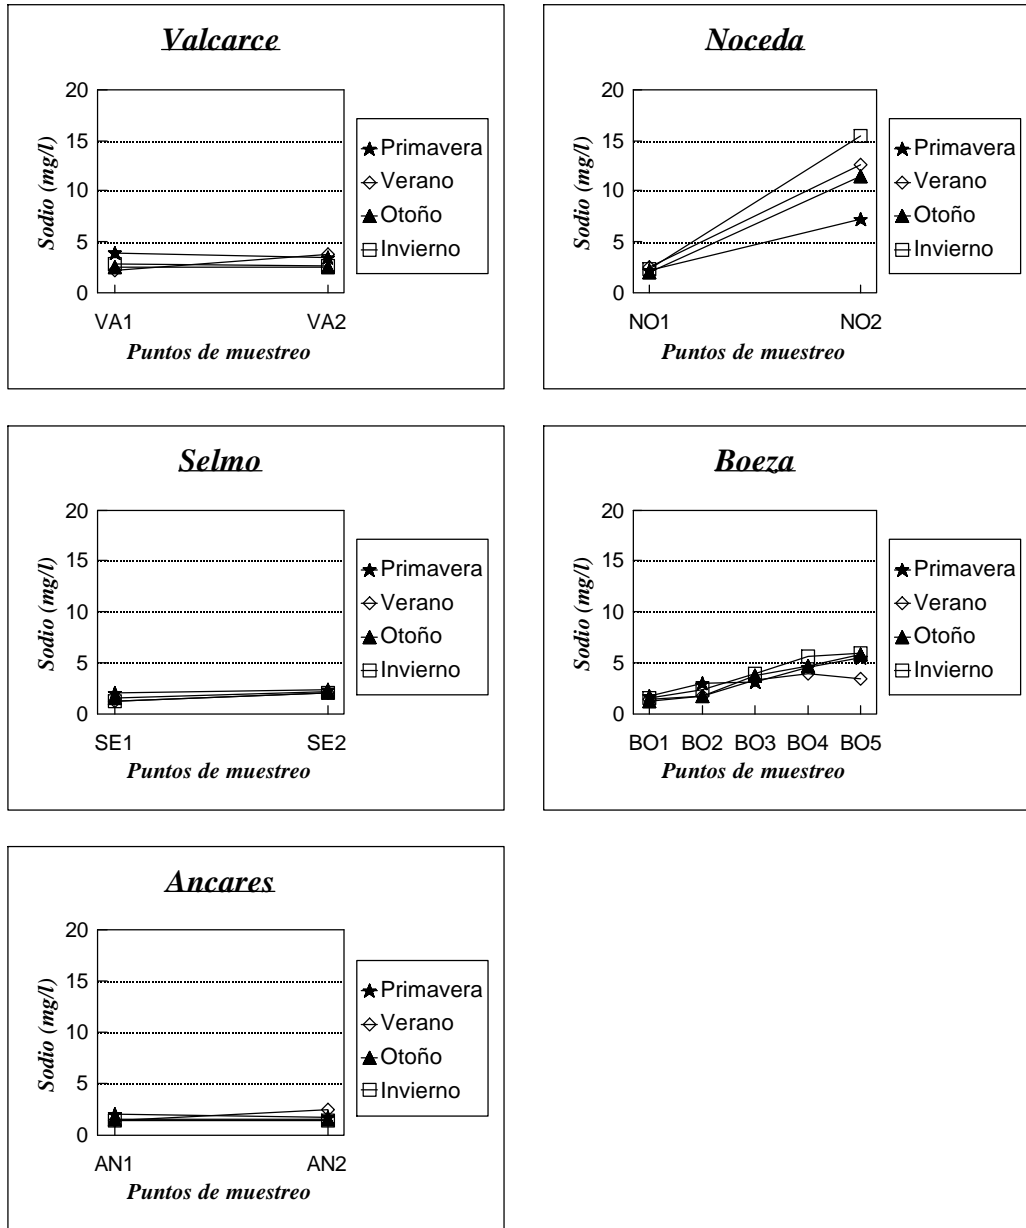 Valcarce
20
15
10
5
0
Sodio (mg/l)
VA1 VA2
Puntos de muestreo
Primavera
Verano
Otoño
Invierno
Noceda
20
15
10
5
0
Sodio (mg/l)
NO1 NO2
Puntos de muestreo
Primavera
Verano
Otoño
Invierno
Selmo
20
15
10
5
0
Sodio (mg/l)
SE1 SE2
Puntos de muestreo
Primavera
Verano
Otoño
Invierno
Boeza
20
15
10
5
0
Sodio (mg/l)
BO1 BO2 BO3 BO4 BO5
Puntos de muestreo
Primavera
Verano
Otoño
Invierno
Ancares
20
15
10
5
0
Sodio (mg/l)
AN1 AN2
Puntos de muestreo
Primavera
Verano
Otoño
Invierno